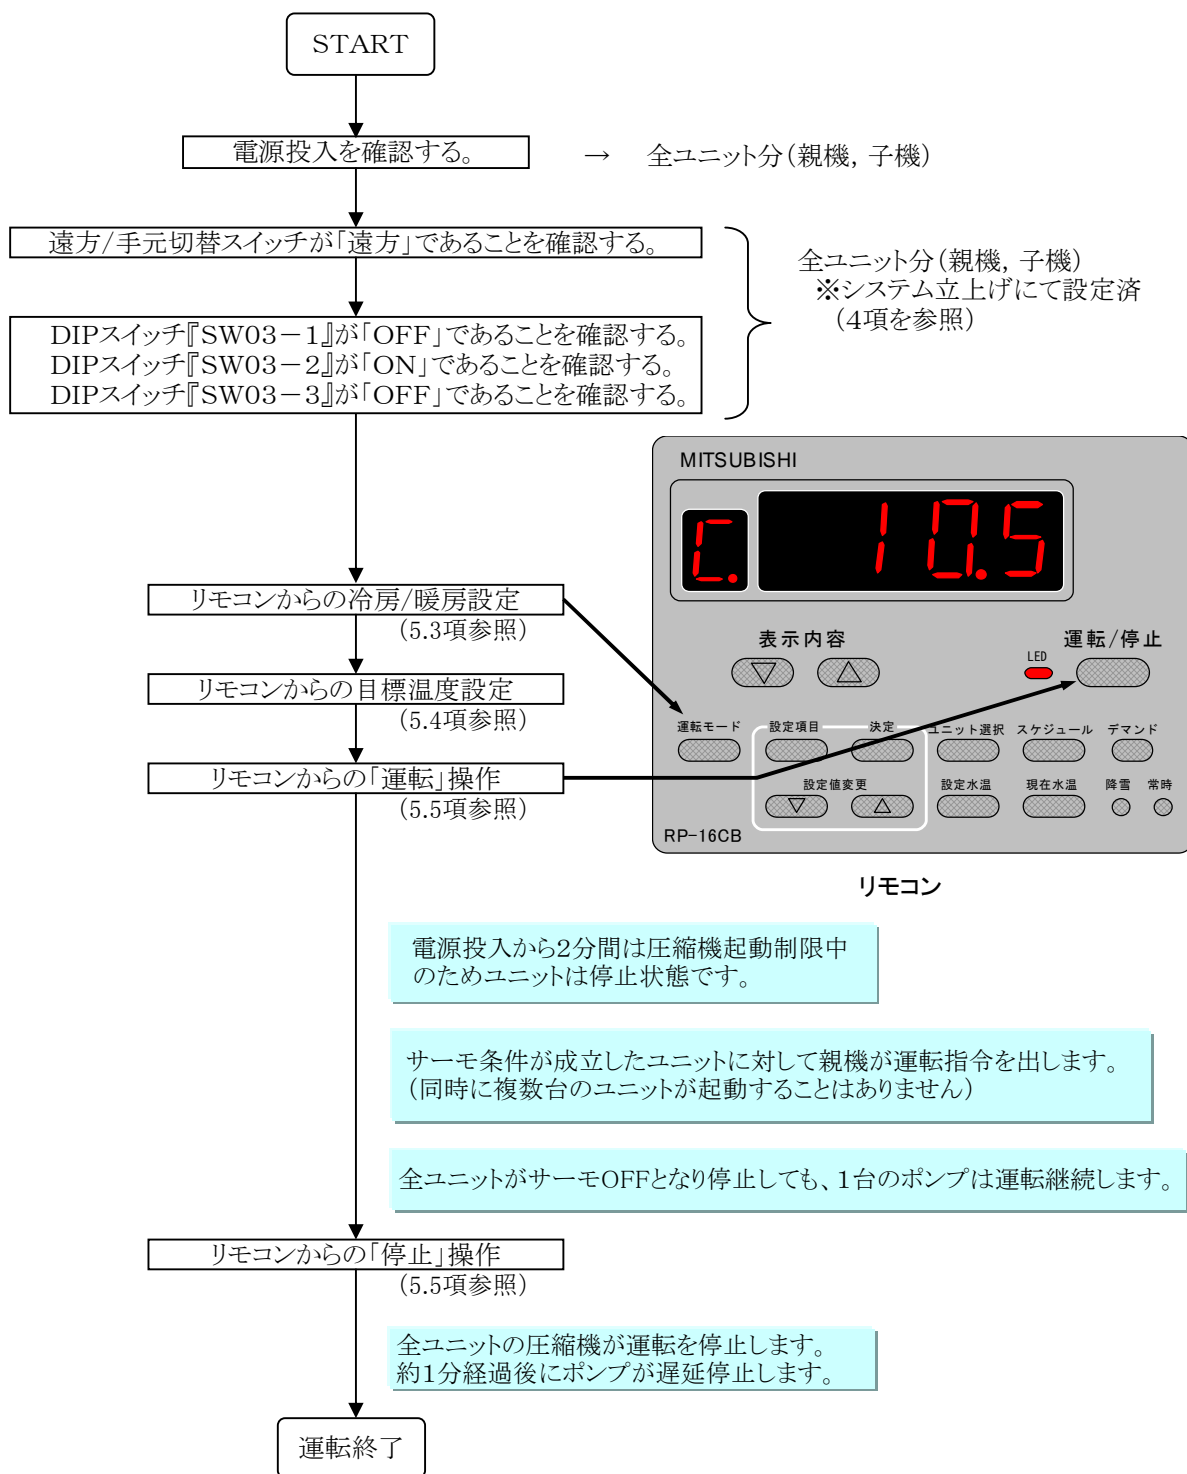 START
電源投入を確認する。
→ 全ユニット分(親機, 子機)
遠方/手元切替スイッチが「遠方」であることを確認する。
DIPスイッチ『SW03-1』が「OFF」であることを確認する。
DIPスイッチ『SW03-2』が「ON」であることを確認する。
DIPスイッチ『SW03-3』が「OFF」であることを確認する。
全ユニット分(親機, 子機)
※システム立上げにて設定済
(4項を参照)
リモコンからの冷房/暖房設定
(5.3項参照)
リモコンからの目標温度設定
(5.4項参照)
リモコンからの「運転」操作
(5.5項参照)
MITSUBISHI
C. 10.5
表示内容
運転/停止
LED
▽ △
運転モード 設定項目 決定 ユニット選択 スケジュール デマンド
設定値変更 設定水温 現在水温 降雪 常時
▽ △
RP-16CB
リモコン
電源投入から2分間は圧縮機起動制限中
のためユニットは停止状態です。
サーモ条件が成立したユニットに対して親機が運転指令を出します。
(同時に複数台のユニットが起動することはありません)
全ユニットがサーモOFFとなり停止しても、1台のポンプは運転継続します。
リモコンからの「停止」操作
(5.5項参照)
全ユニットの圧縮機が運転を停止します。
約1分経過後にポンプが遅延停止します。
運転終了